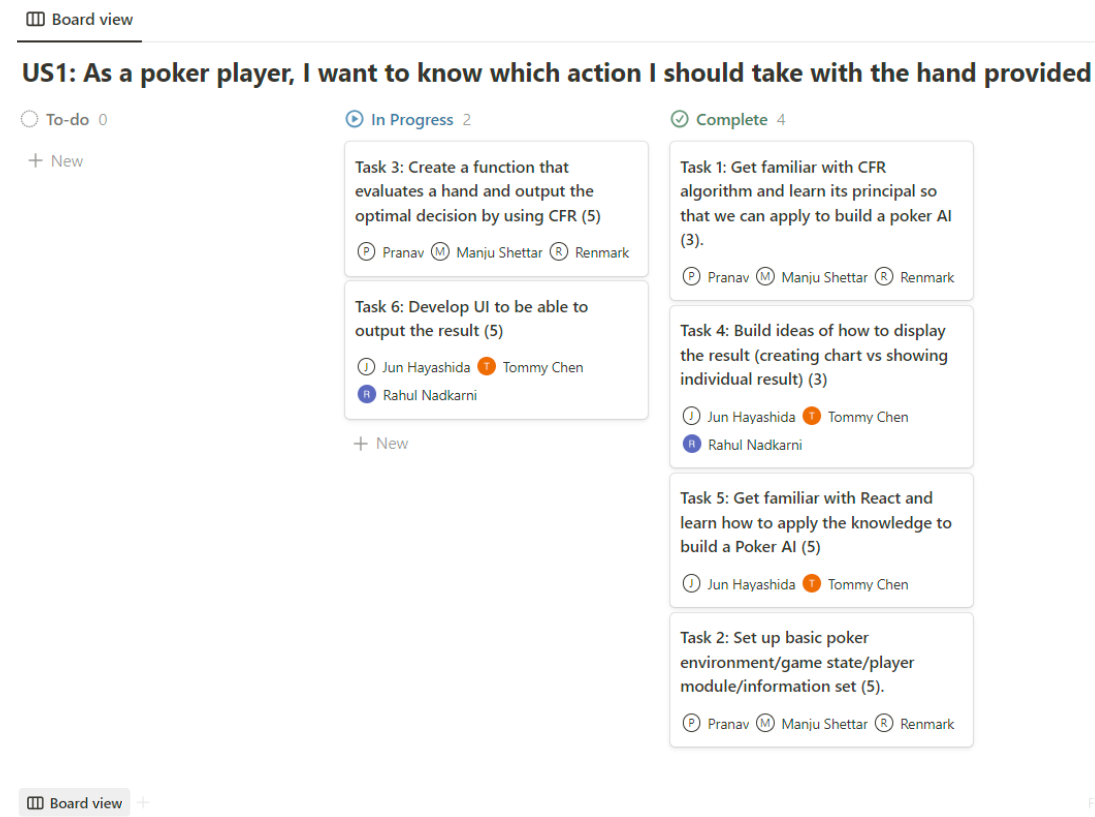 Board view
US1: As a poker player, I want to know which action I should take with the hand provided
To-do 0
+ New
In Progress 2
Task 3: Create a function that
evaluates a hand and output the
optimal decision by using CFR (5)
P Pranav M Manju Shettar R Renmark
Task 6: Develop UI to be able to
output the result (5)
J Jun Hayashida T Tommy Chen
R Rahul Nadkarni
+ New
Complete 4
Task 1: Get familiar with CFR
algorithm and learn its principal so
that we can apply to build a poker AI
(3).
P Pranav M Manju Shettar R Renmark
Task 4: Build ideas of how to display
the result (creating chart vs showing
individual result) (3)
J Jun Hayashida T Tommy Chen
R Rahul Nadkarni
Task 5: Get familiar with React and
learn how to apply the knowledge to
build a Poker AI (5)
J Jun Hayashida T Tommy Chen
Task 2: Set up basic poker
environment/game state/player
module/information set (5).
P Pranav M Manju Shettar R Renmark
Board view +
F